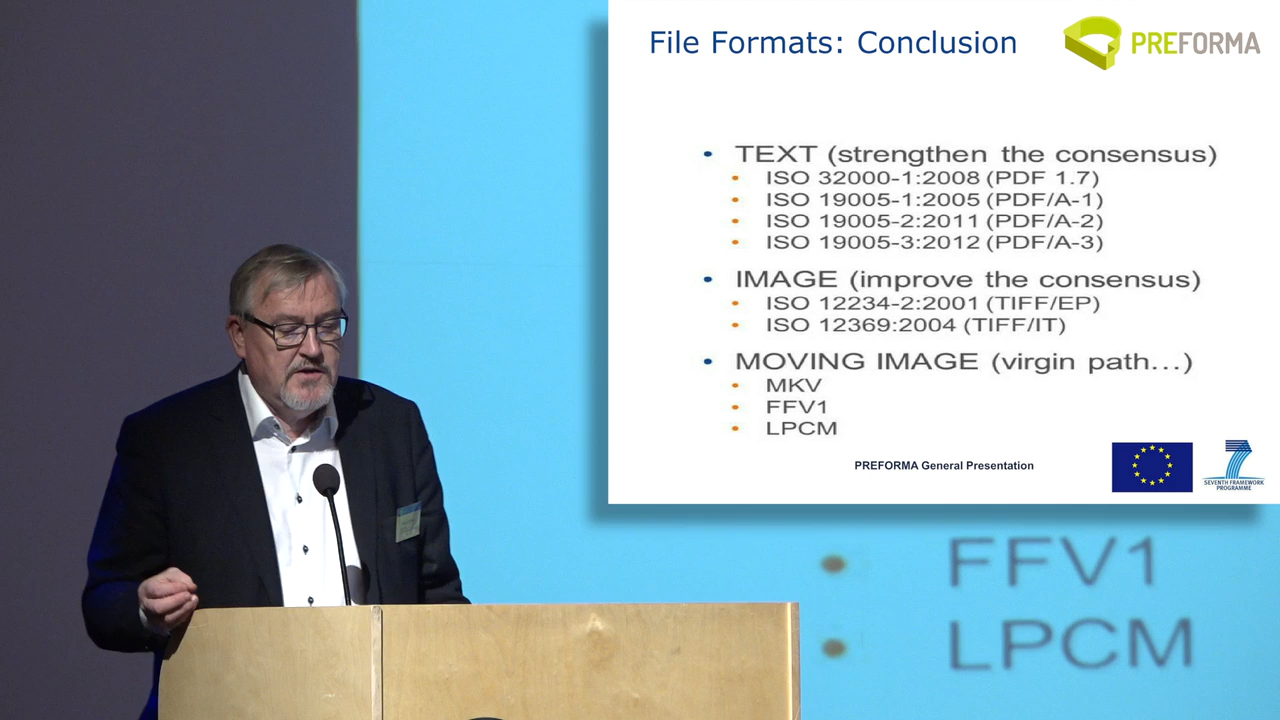 File Formats: Conclusion
PREFORMA
• TEXT (strengthen the consensus)
• ISO 32000-1:2008 (PDF 1.7)
• ISO 19005-1:2005 (PDF/A-1)
• ISO 19005-2:2011 (PDF/A-2)
• ISO 19005-3:2012 (PDF/A-3)
• IMAGE (improve the consensus)
• ISO 12234-2:2001 (TIFF/EP)
• ISO 12369:2004 (TIFF/IT)
• MOVING IMAGE (virgin path…)
• MKV
• FFV1
• LPCM
PREFORMA General Presentation
SEVENTH FRAMEWORK
PROGRAMME
• FFV1
• LPCM